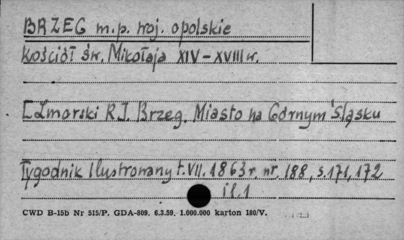 BRZEG m.p. woj. opolskie
Kościół św. Mikołaja XIV - XVIII w.
Edmorski R.J. Brzeg. Miasto na Górnym Śląsku
Tygodnik Ilustrowany t. VII. 1863 r. nr. 188, s. 171, 172
il. 1
CWD B-15b Nr 515/P. GDA-809. 6.3.59. 1.000.000 karton 180/V.